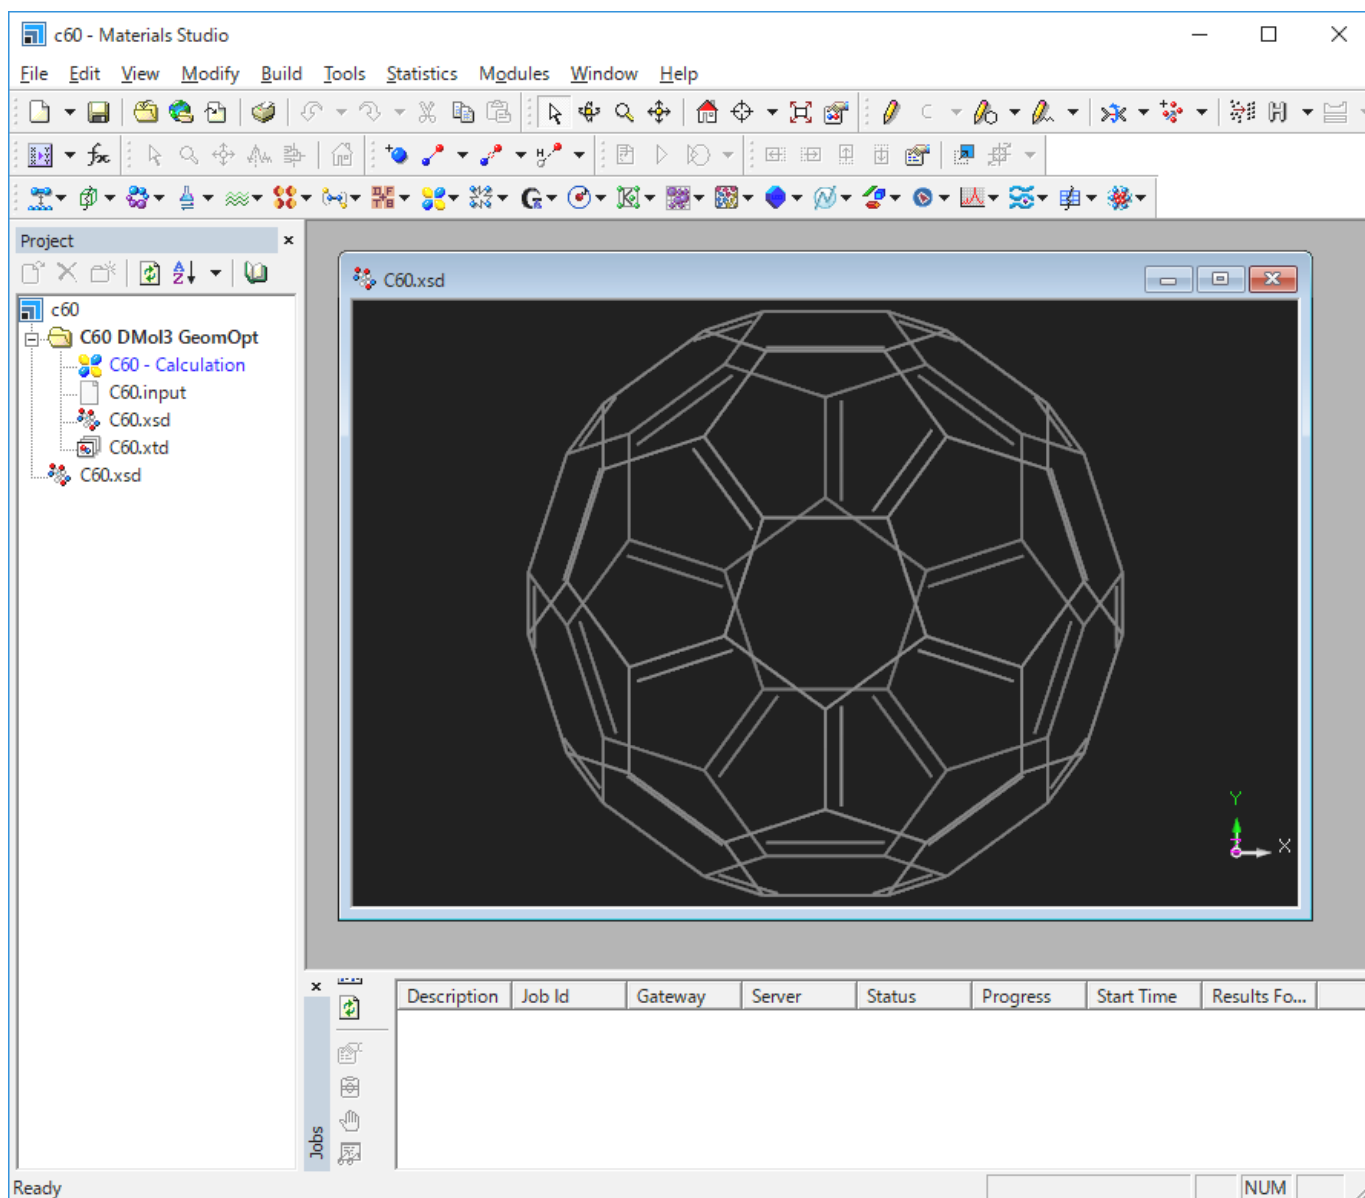 c60 - Materials Studio
File Edit View Modify Build Tools Statistics Modules Window Help
Project
c60
C60 DMol3 GeomOpt
C60 - Calculation
C60.input
C60.xsd
C60.xtd
C60.xsd
C60.xsd
Y
X
Jobs
Description Job Id Gateway Server Status Progress Start Time Results Fo...
Ready NUM